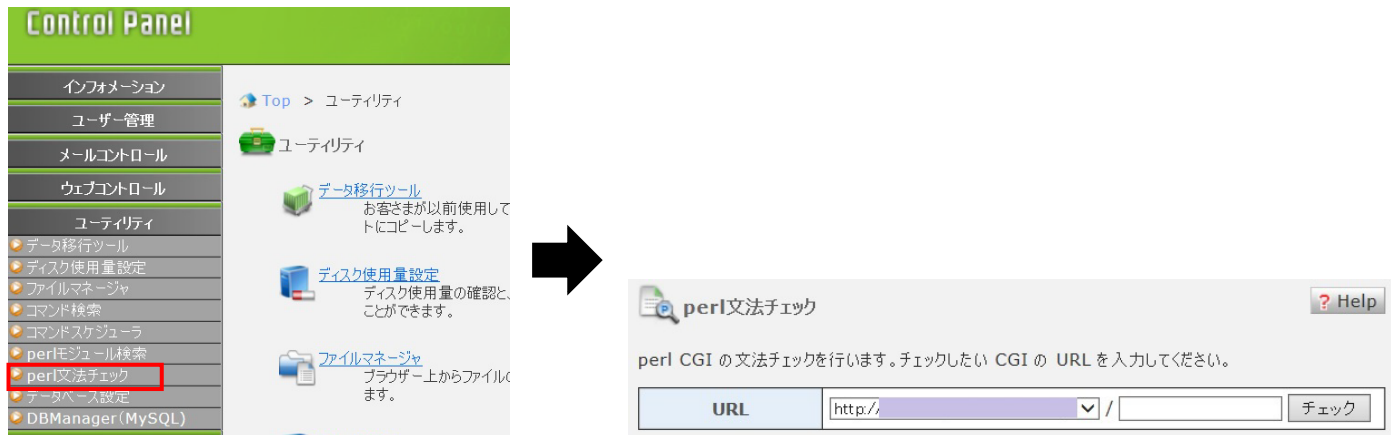 Control Panel
インフォメーション
ユーザー管理
メールコントロール
ウェブコントロール
ユーティリティ
データ移行ツール
ディスク使用量設定
ファイルマネージャ
コマンド検索
コマンドスケジューラ
perlモジュール検索
perl文法チェック
データベース設定
DBManager(MySQL)
Top > ユーティリティ
ユーティリティ
データ移行ツール
お客さまが以前使用して
トにコピーします。
ディスク使用量設定
ディスク使用量の確認と、
ことができます。
ファイルマネージャ
ブラウザー上からファイルの
ます。
perl文法チェック
? Help
perl CGI の文法チェックを行います。チェックしたい CGI の URL を入力してください。
URL http:// / チェック